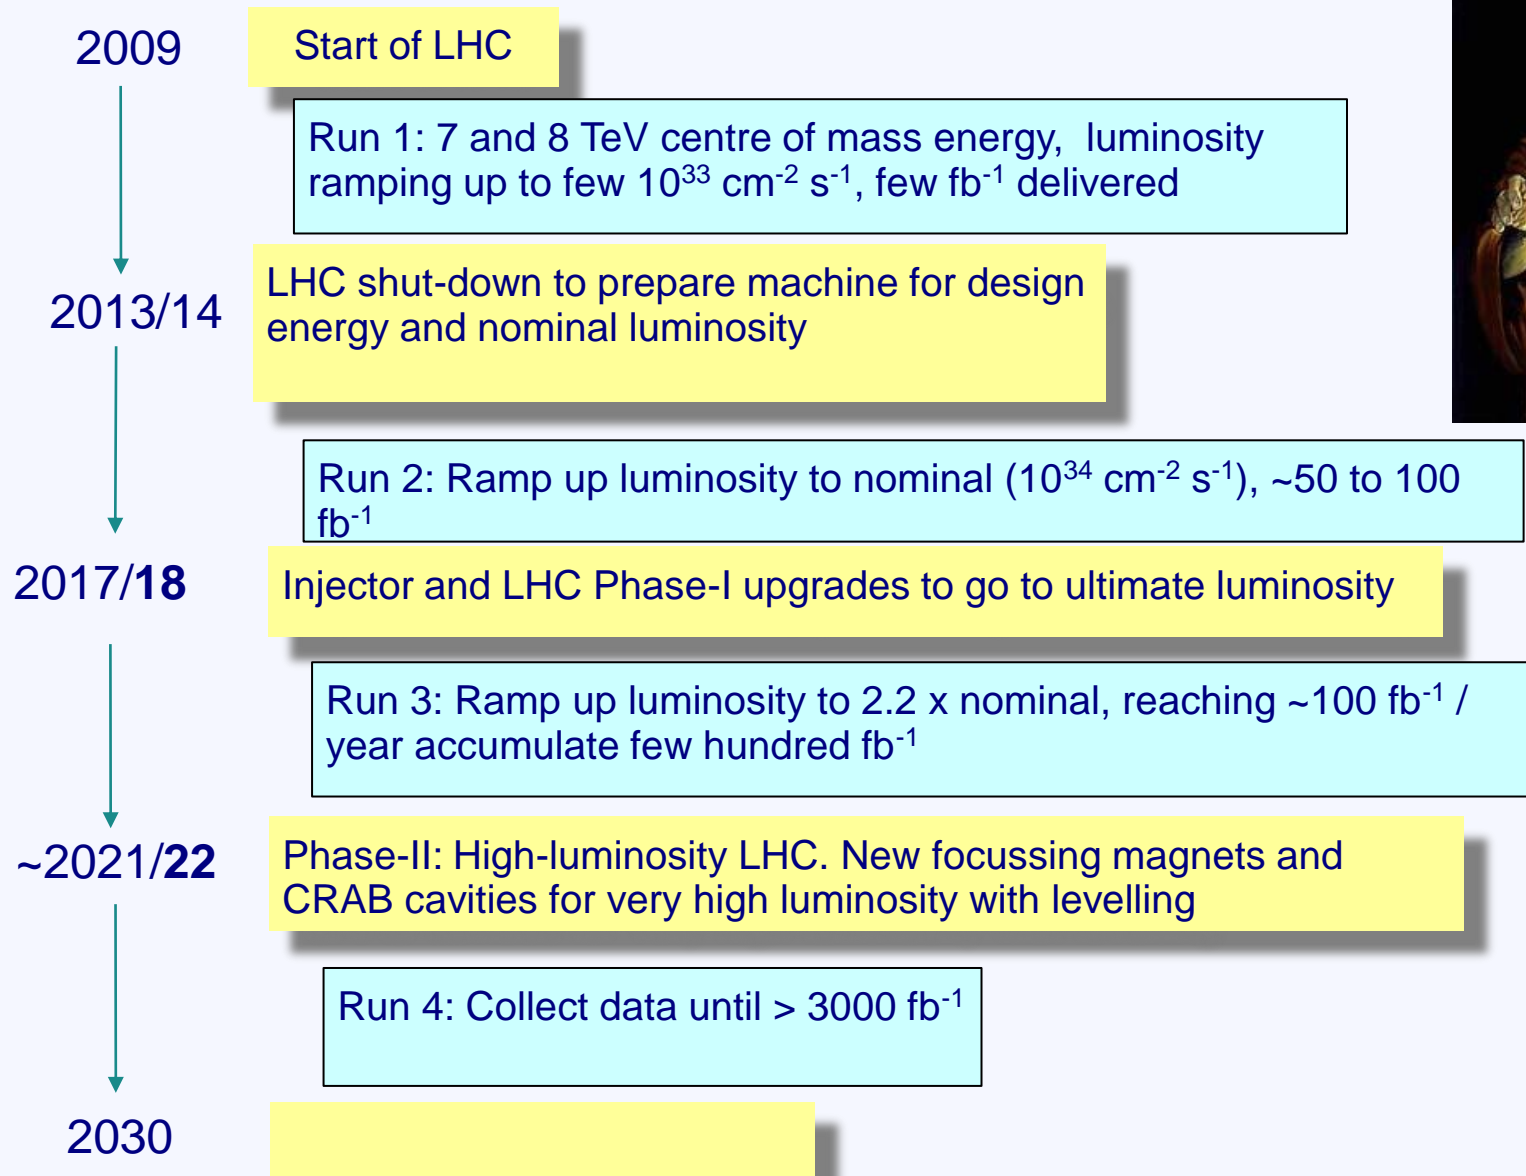 2009
Start of LHC
Run 1: 7 and 8 TeV centre of mass energy,  luminosity
ramping up to few 10³³ cm⁻² s⁻¹, few fb⁻¹ delivered
2013/14
LHC shut-down to prepare machine for design
energy and nominal luminosity
Run 2: Ramp up luminosity to nominal (10³⁴ cm⁻² s⁻¹), ~50 to 100
fb⁻¹
2017/18
Injector and LHC Phase-I upgrades to go to ultimate luminosity
Run 3: Ramp up luminosity to 2.2 x nominal, reaching ~100 fb⁻¹ /
year accumulate few hundred fb⁻¹
~2021/22
Phase-II: High-luminosity LHC. New focussing magnets and
CRAB cavities for very high luminosity with levelling
Run 4: Collect data until > 3000 fb⁻¹
2030